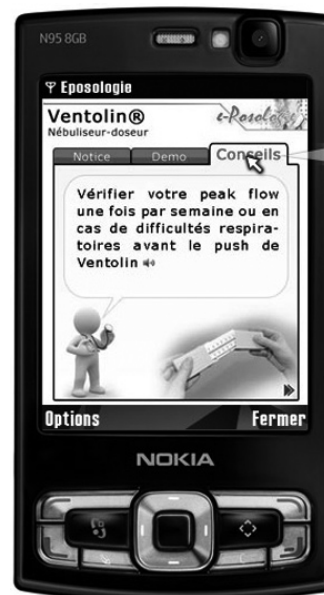 N95 8GB
Eposologie
Ventolin®
Nébuliseur-doseur
e-Posologie
Notice
Demo
Conseils
Vérifier votre peak flow
une fois par semaine ou en
cas de difficultés respira-
toires avant le push de
Ventolin
Options
Fermer
NOKIA